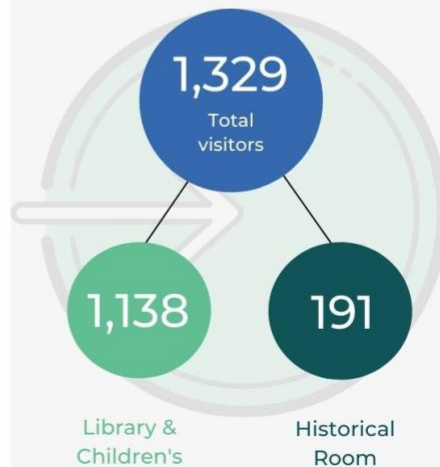 1,329
Total
visitors
1,138
191
Library &
Children's
Historical
Room